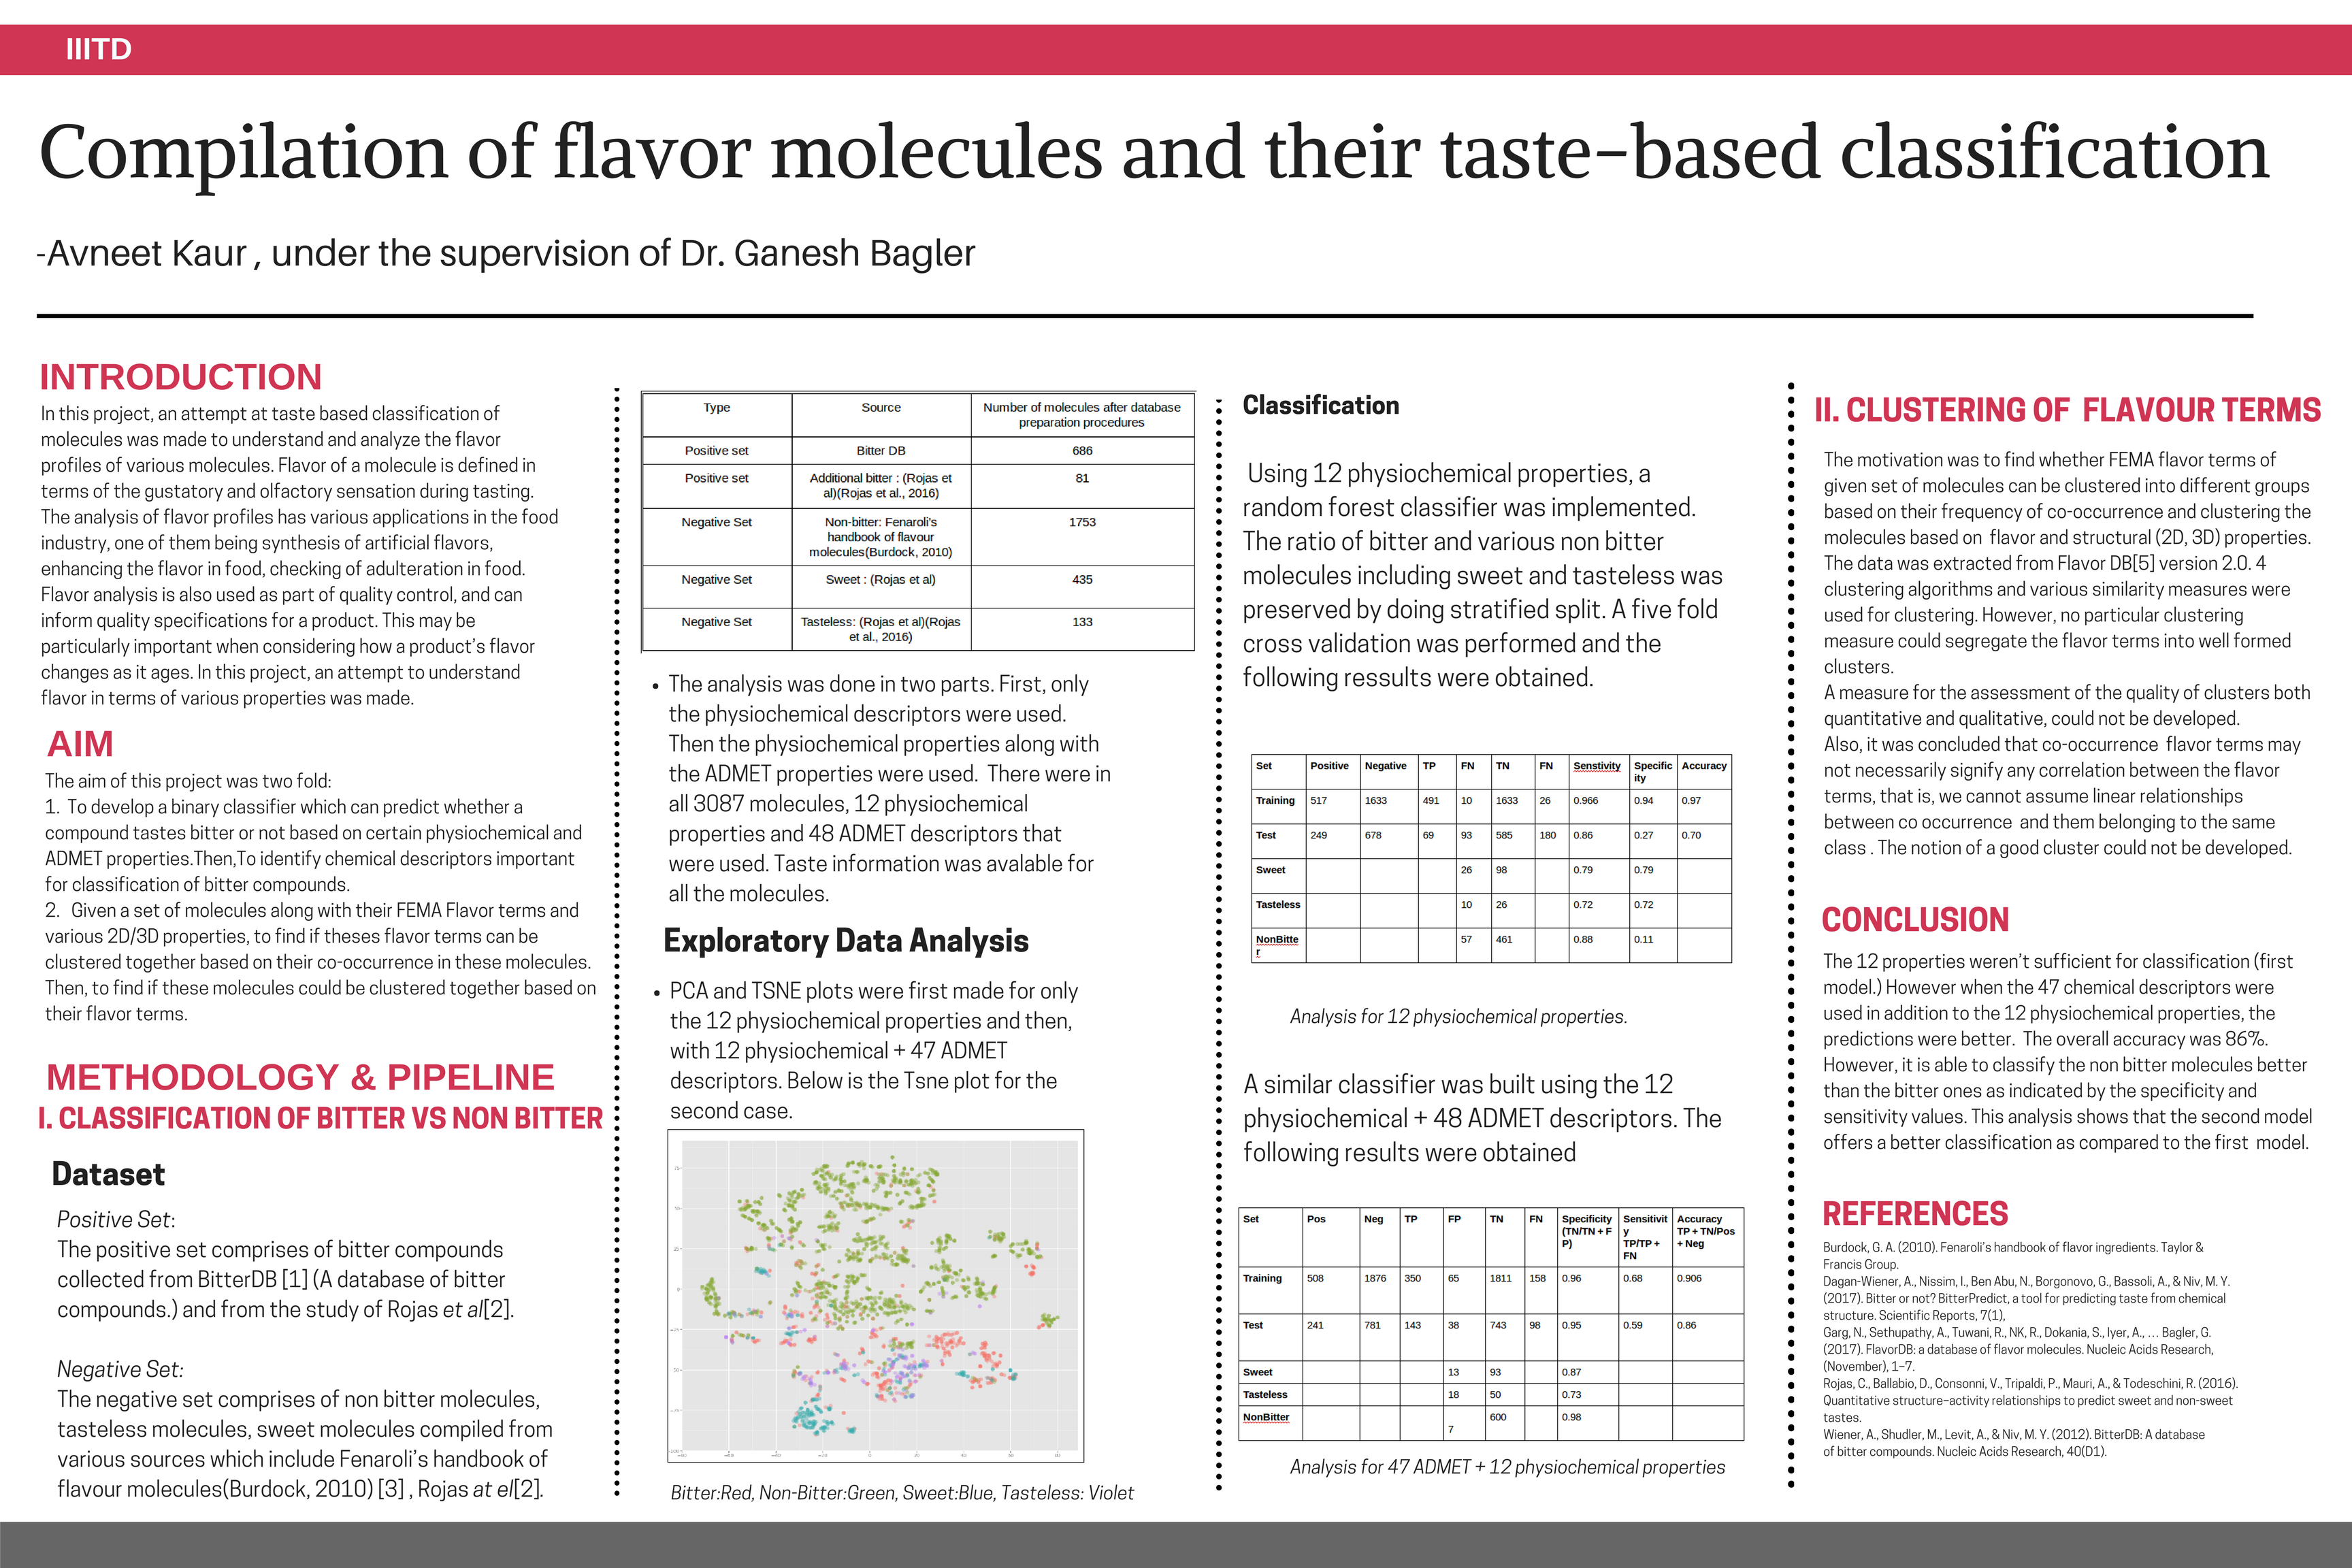 IIITD
Compilation of flavor molecules and their taste-based classification
-Avneet Kaur , under the supervision of Dr. Ganesh Bagler
INTRODUCTION
In this project, an attempt at taste based classification of
molecules was made to understand and analyze the flavor
profiles of various molecules. Flavor of a molecule is defined in
terms of the gustatory and olfactory sensation during tasting.
The analysis of flavor profiles has various applications in the food
industry, one of them being synthesis of artificial flavors,
enhancing the flavor in food, checking of adulteration in food.
Flavor analysis is also used as part of quality control, and can
inform quality specifications for a product. This may be
particularly important when considering how a product's flavor
changes as it ages. In this project, an attempt to understand
flavor in terms of various properties was made.
AIM
The aim of this project was two fold:
1. To develop a binary classifier which can predict whether a
compound tastes bitter or not based on certain physiochemical and
ADMET properties.Then,To identify chemical descriptors important
for classification of bitter compounds.
2. Given a set of molecules along with their FEMA Flavor terms and
various 2D/3D properties, to find if theses flavor terms can be
clustered together based on their co-occurrence in these molecules.
Then, to find if these molecules could be clustered together based on
their flavor terms.
METHODOLOGY & PIPELINE
I. CLASSIFICATION OF BITTER VS NON BITTER
Dataset
Positive Set:
The positive set comprises of bitter compounds
collected from BitterDB [1] (A database of bitter
compounds.) and from the study of Rojas et al[2].
Negative Set:
The negative set comprises of non bitter molecules,
tasteless molecules, sweet molecules compiled from
various sources which include Fenaroli's handbook of
flavour molecules(Burdock, 2010) [3] , Rojas at el[2].
Type Source Number of molecules after database
preparation procedures
Positive set Bitter DB 686
Positive set Additional bitter : (Rojas et 81
al)(Rojas et al., 2016)
Negative Set Non-bitter: Fenaroli's 1753
handbook of flavour
molecules(Burdock, 2010)
Negative Set Sweet : (Rojas et al) 435
Negative Set Tasteless: (Rojas et al)(Rojas 133
et al., 2016)
• The analysis was done in two parts. First, only
the physiochemical descriptors were used.
Then the physiochemical properties along with
the ADMET properties were used. There were in
all 3087 molecules, 12 physiochemical
properties and 48 ADMET descriptors that
were used. Taste information was avalable for
all the molecules.
Exploratory Data Analysis
• PCA and TSNE plots were first made for only
the 12 physiochemical properties and then,
with 12 physiochemical + 47 ADMET
descriptors. Below is the Tsne plot for the
second case.
Bitter:Red, Non-Bitter:Green, Sweet:Blue, Tasteless: Violet
Classification
Using 12 physiochemical properties, a
random forest classifier was implemented.
The ratio of bitter and various non bitter
molecules including sweet and tasteless was
preserved by doing stratified split. A five fold
cross validation was performed and the
following ressults were obtained.
Set Positive Negative TP FN TN FN Senstivity Specific Accuracy
ity
Training 517 1633 491 10 1633 26 0.966 0.94 0.97
Test 249 678 69 93 585 180 0.86 0.27 0.70
Sweet 26 98 0.79 0.79
Tasteless 10 26 0.72 0.72
NonBitte 57 461 0.88 0.11
r
Analysis for 12 physiochemical properties.
A similar classifier was built using the 12
physiochemical + 48 ADMET descriptors. The
following results were obtained
Set Pos Neg TP FP TN FN Specificity Sensitivit Accuracy
(TN/TN + F y TP + TN/Pos
P) TP/TP + + Neg
FN
Training 508 1876 350 65 1811 158 0.96 0.68 0.906
Test 241 781 143 38 743 98 0.95 0.59 0.86
Sweet 13 93 0.87
Tasteless 18 50 0.73
NonBitter 600 0.98
7
Analysis for 47 ADMET + 12 physiochemical properties
II. CLUSTERING OF FLAVOUR TERMS
The motivation was to find whether FEMA flavor terms of
given set of molecules can be clustered into different groups
based on their frequency of co-occurrence and clustering the
molecules based on flavor and structural (2D, 3D) properties.
The data was extracted from Flavor DB[5] version 2.0. 4
clustering algorithms and various similarity measures were
used for clustering. However, no particular clustering
measure could segregate the flavor terms into well formed
clusters.
A measure for the assessment of the quality of clusters both
quantitative and qualitative, could not be developed.
Also, it was concluded that co-occurrence flavor terms may
not necessarily signify any correlation between the flavor
terms, that is, we cannot assume linear relationships
between co occurrence and them belonging to the same
class . The notion of a good cluster could not be developed.
CONCLUSION
The 12 properties weren't sufficient for classification (first
model.) However when the 47 chemical descriptors were
used in addition to the 12 physiochemical properties, the
predictions were better. The overall accuracy was 86%.
However, it is able to classify the non bitter molecules better
than the bitter ones as indicated by the specificity and
sensitivity values. This analysis shows that the second model
offers a better classification as compared to the first model.
REFERENCES
Burdock, G. A. (2010). Fenaroli's handbook of flavor ingredients. Taylor &
Francis Group.
Dagan-Wiener, A., Nissim, I., Ben Abu, N., Borgonovo, G., Bassoli, A., & Niv, M. Y.
(2017). Bitter or not? BitterPredict, a tool for predicting taste from chemical
structure. Scientific Reports, 7(1),
Garg, N., Sethupathy, A., Tuwani, R., NK, R., Dokania, S., Iyer, A., … Bagler, G.
(2017). FlavorDB: a database of flavor molecules. Nucleic Acids Research,
(November), 1–7.
Rojas, C., Ballabio, D., Consonni, V., Tripaldi, P., Mauri, A., & Todeschini, R. (2016).
Quantitative structure–activity relationships to predict sweet and non-sweet
tastes.
Wiener, A., Shudler, M., Levit, A., & Niv, M. Y. (2012). BitterDB: A database
of bitter compounds. Nucleic Acids Research, 40(D1).